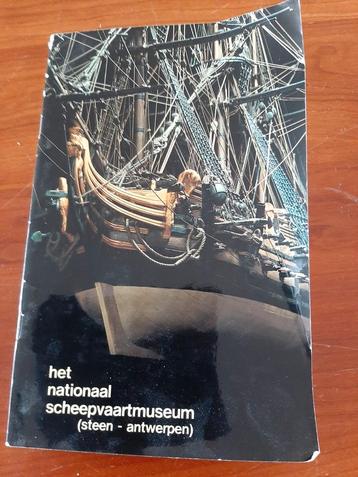 het
nationaal
scheepvaartmuseum
(steen - antwerpen)